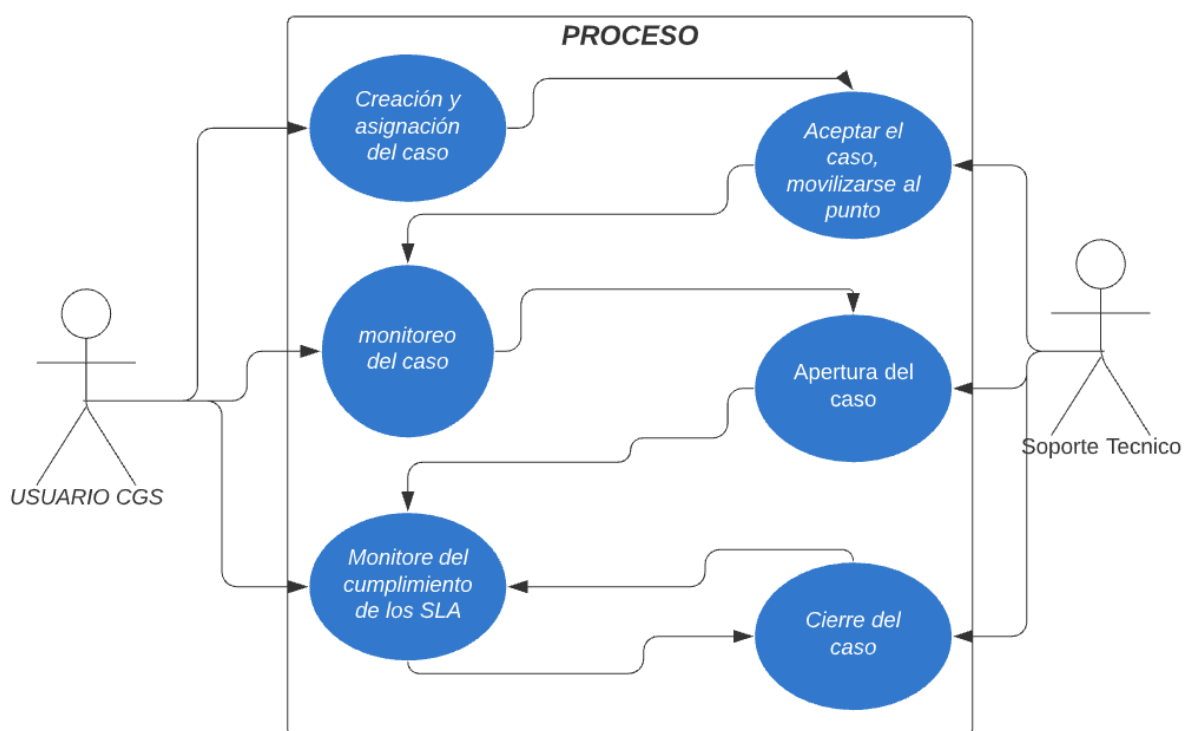 PROCESO
Creación y
asignación
del caso
Aceptar el
caso,
movilizarse al
punto
monitoreo
del caso
Apertura del
caso
Soporte Tecnico
USUARIO CGS
Monitore del
cumplimiento
de los SLA
Cierre del
caso